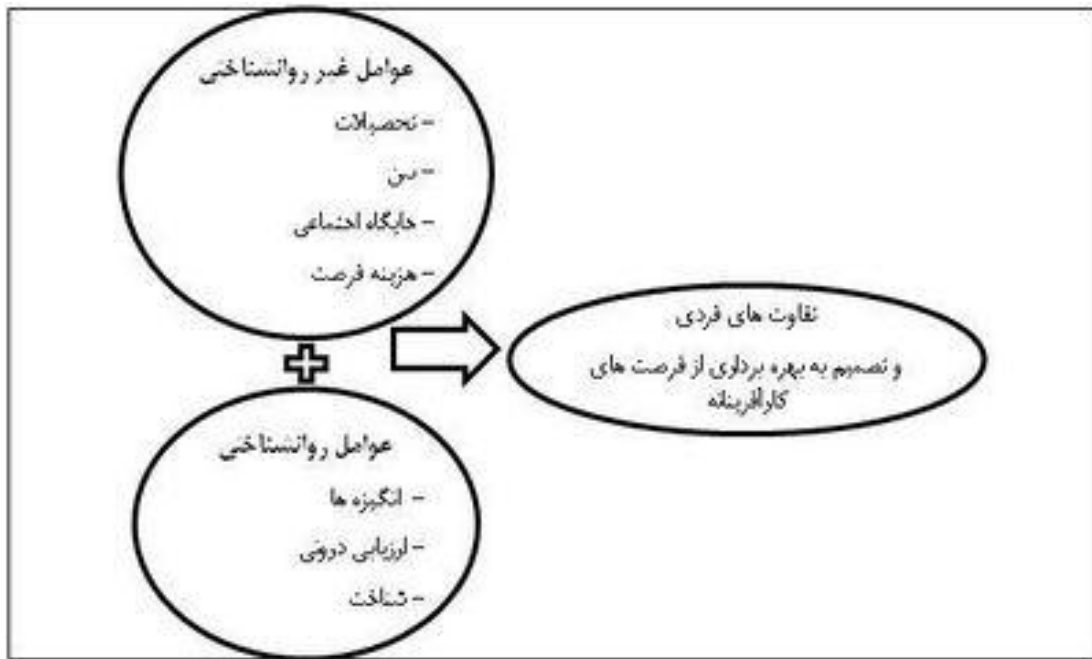 عوامل غیر روانشناختی
- تحصیلات
- سن
- جایگاه اجتماعی
- هزینه فرصت
عوامل روانشناختی
- انگیزه ها
- ارزیابی درونی
- شناخت
تفاوت های فردی
و تصمیم به بهره برداری از فرصت های
کارآفرینانه